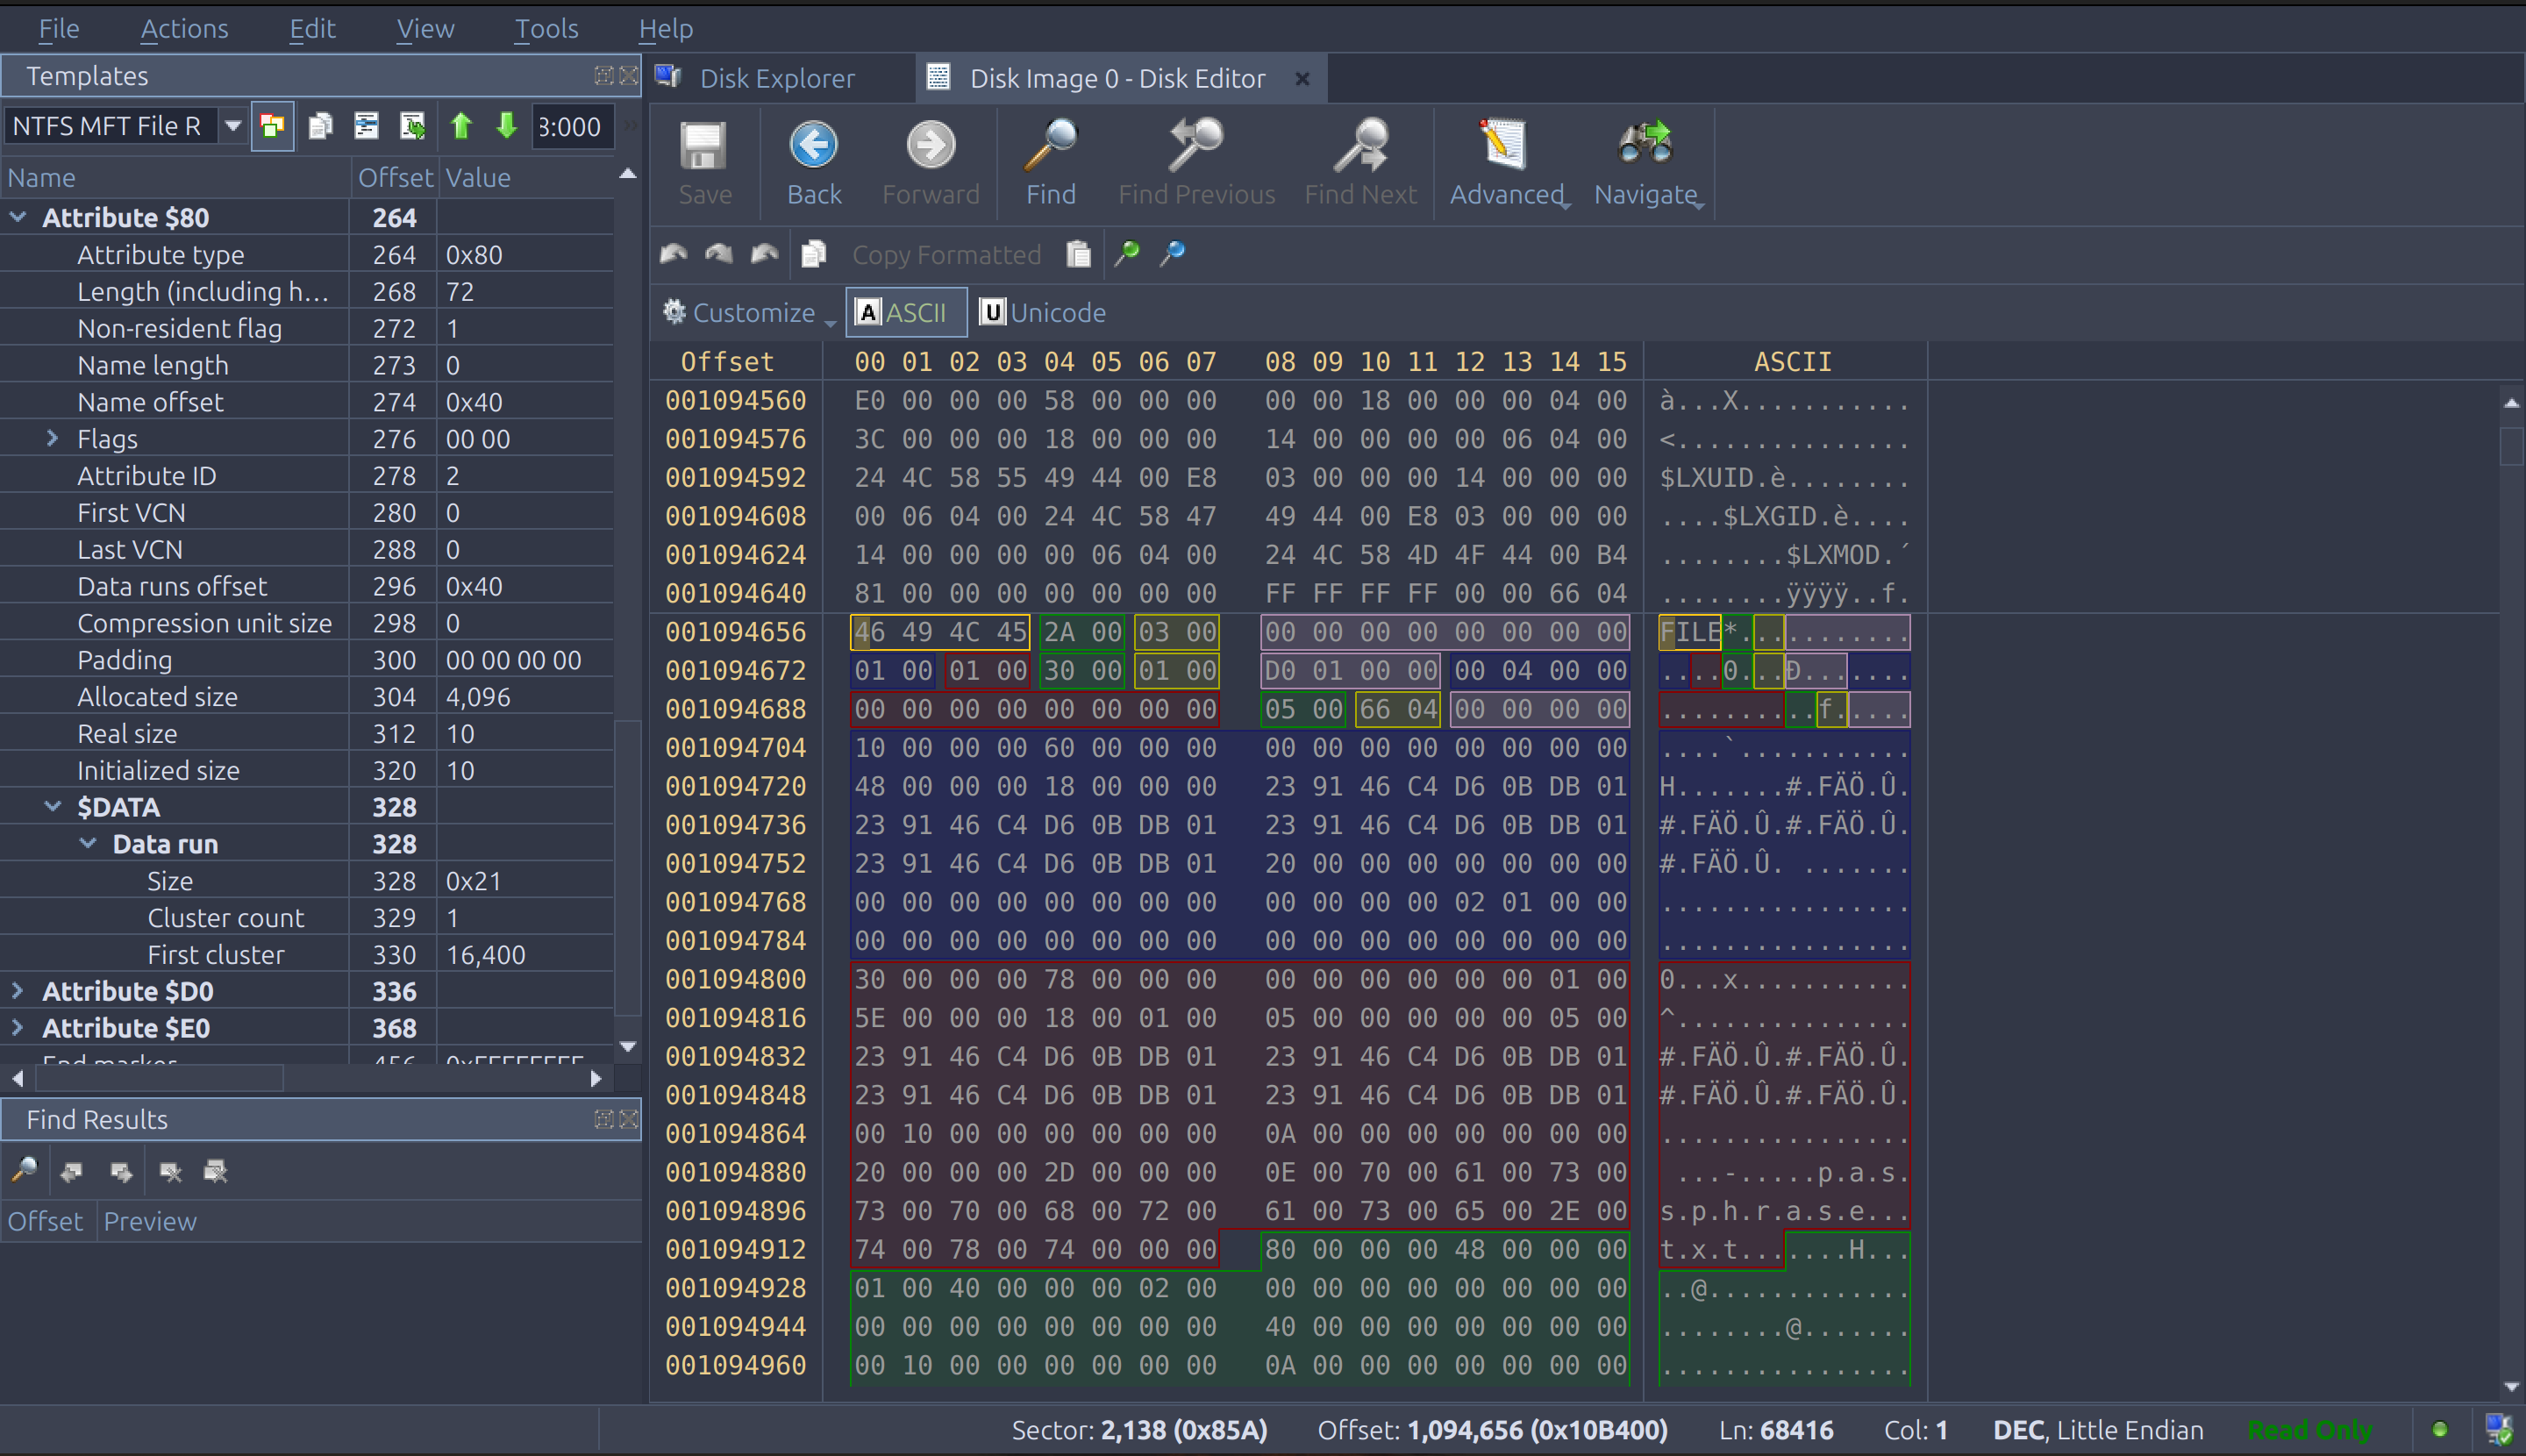 File Actions Edit View Tools Help
Templates
NTFS MFT File R 3:000
Name Offset Value
Attribute $80 264
Attribute type 264 0x80
Length (including h... 268 72
Non-resident flag 272 1
Name length 273 0
Name offset 274 0x40
Flags 276 00 00
Attribute ID 278 2
First VCN 280 0
Last VCN 288 0
Data runs offset 296 0x40
Compression unit size 298 0
Padding 300 00 00 00 00
Allocated size 304 4,096
Real size 312 10
Initialized size 320 10
$DATA 328
Data run 328
Size 328 0x21
Cluster count 329 1
First cluster 330 16,400
Attribute $D0 336
Attribute $E0 368
End marker 456 0xFFFFFFFF
Find Results
Offset Preview
Disk Explorer Disk Image 0 - Disk Editor
Save Back Forward Find Find Previous Find Next Advanced Navigate
Copy Formatted
Customize A ASCII U Unicode
Offset 00 01 02 03 04 05 06 07 08 09 10 11 12 13 14 15 ASCII
001094560 E0 00 00 00 58 00 00 00 00 00 18 00 00 00 04 00 à...X...........
001094576 3C 00 00 00 18 00 00 00 14 00 00 00 00 06 04 00 <...............
001094592 24 4C 58 55 49 44 00 E8 03 00 00 00 14 00 00 00 $LXUID.è........
001094608 00 06 04 00 24 4C 58 47 49 44 00 E8 03 00 00 00 ....$LXGID.è....
001094624 14 00 00 00 00 06 04 00 24 4C 58 4D 4F 44 00 B4 ........$LXMOD.´
001094640 81 00 00 00 00 00 00 00 FF FF FF FF 00 00 66 04 ........ÿÿÿÿ..f.
001094656 46 49 4C 45 2A 00 03 00 00 00 00 00 00 00 00 00 FILE*...........
001094672 01 00 01 00 30 00 01 00 D0 01 00 00 00 04 00 00 ....0...Ð.......
001094688 00 00 00 00 00 00 00 00 05 00 66 04 00 00 00 00 ..........f.....
001094704 10 00 00 00 60 00 00 00 00 00 00 00 00 00 00 00 ....`...........
001094720 48 00 00 00 18 00 00 00 23 91 46 C4 D6 0B DB 01 H.......#.FÄÖ.Û.
001094736 23 91 46 C4 D6 0B DB 01 23 91 46 C4 D6 0B DB 01 #.FÄÖ.Û.#.FÄÖ.Û.
001094752 23 91 46 C4 D6 0B DB 01 20 00 00 00 00 00 00 00 #.FÄÖ.Û. .......
001094768 00 00 00 00 00 00 00 00 00 00 00 00 02 01 00 00 ................
001094784 00 00 00 00 00 00 00 00 00 00 00 00 00 00 00 00 ................
001094800 30 00 00 00 78 00 00 00 00 00 00 00 00 00 01 00 0...x...........
001094816 5E 00 00 00 18 00 01 00 05 00 00 00 00 00 05 00 ^...............
001094832 23 91 46 C4 D6 0B DB 01 23 91 46 C4 D6 0B DB 01 #.FÄÖ.Û.#.FÄÖ.Û.
001094848 23 91 46 C4 D6 0B DB 01 23 91 46 C4 D6 0B DB 01 #.FÄÖ.Û.#.FÄÖ.Û.
001094864 00 10 00 00 00 00 00 00 0A 00 00 00 00 00 00 00 ................
001094880 20 00 00 00 2D 00 00 00 0E 00 70 00 61 00 73 00 ...-.....p.a.s.
001094896 73 00 70 00 68 00 72 00 61 00 73 00 65 00 2E 00 s.p.h.r.a.s.e...
001094912 74 00 78 00 74 00 00 00 80 00 00 00 48 00 00 00 t.x.t.......H...
001094928 01 00 40 00 00 00 02 00 00 00 00 00 00 00 00 00 ..@.............
001094944 00 00 00 00 00 00 00 00 40 00 00 00 00 00 00 00 ........@.......
001094960 00 10 00 00 00 00 00 00 0A 00 00 00 00 00 00 00 ................
Sector: 2,138 (0x85A) Offset: 1,094,656 (0x10B400) Ln: 68416 Col: 1 DEC, Little Endian Read Only